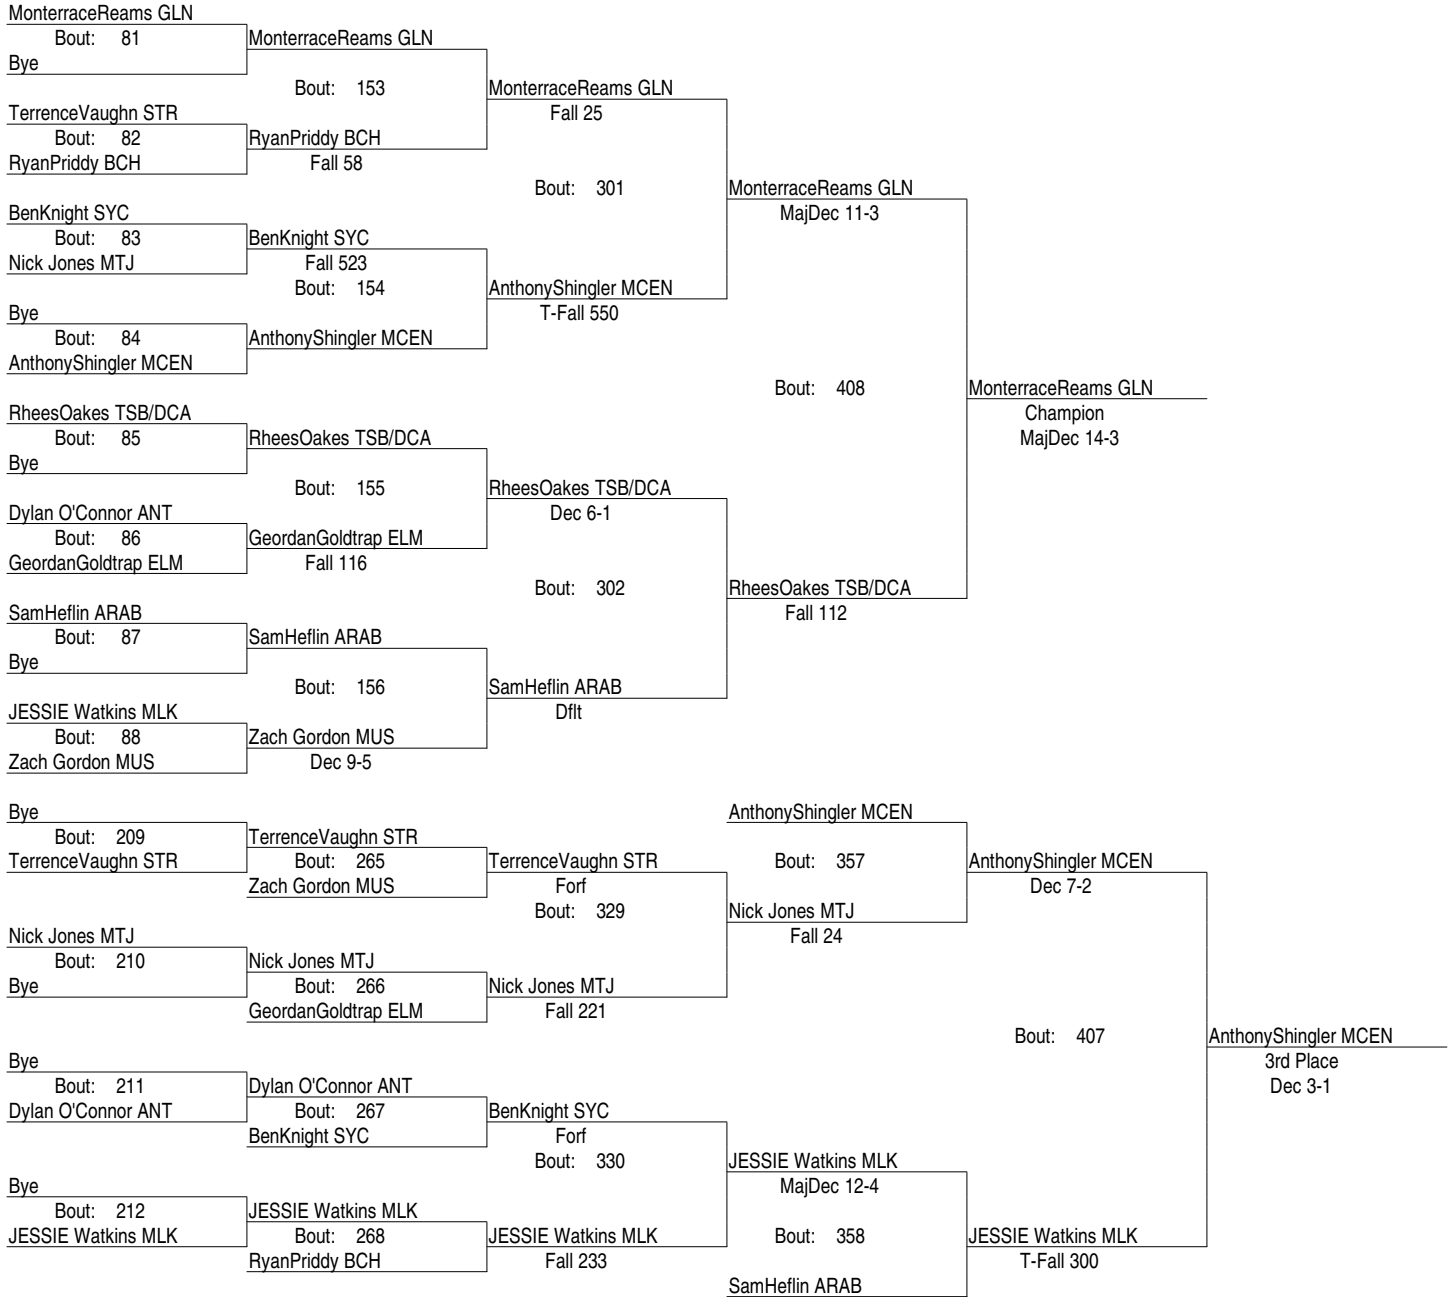 MonterraceReams GLN
Bout: 81
MonterraceReams GLN
Bye
Bout: 153
MonterraceReams GLN
Fall 25
TerrenceVaughn STR
Bout: 82
RyanPriddy BCH
RyanPriddy BCH
Fall 58
Bout: 301
MonterraceReams GLN
MajDec 11-3
BenKnight SYC
Bout: 83
BenKnight SYC
Nick Jones MTJ
Fall 523
Bout: 154
AnthonyShingler MCEN
T-Fall 550
Bye
Bout: 84
AnthonyShingler MCEN
AnthonyShingler MCEN
Bout: 408
MonterraceReams GLN
Champion
MajDec 14-3
RheesOakes TSB/DCA
Bout: 85
RheesOakes TSB/DCA
Bye
Bout: 155
RheesOakes TSB/DCA
Dec 6-1
Dylan O'Connor ANT
Bout: 86
GeordanGoldtrap ELM
GeordanGoldtrap ELM
Fall 116
Bout: 302
RheesOakes TSB/DCA
Fall 112
SamHeflin ARAB
Bout: 87
SamHeflin ARAB
Bye
Bout: 156
SamHeflin ARAB
Dflt
JESSIE Watkins MLK
Bout: 88
Zach Gordon MUS
Zach Gordon MUS
Dec 9-5
Bye
Bout: 209
TerrenceVaughn STR
TerrenceVaughn STR
Bout: 265
Zach Gordon MUS
TerrenceVaughn STR
Forf
Bout: 329
AnthonyShingler MCEN
Bout: 357
AnthonyShingler MCEN
Dec 7-2
Nick Jones MTJ
Fall 24
Nick Jones MTJ
Bout: 210
Nick Jones MTJ
Bye
Bout: 266
GeordanGoldtrap ELM
Nick Jones MTJ
Fall 221
Bout: 407
AnthonyShingler MCEN
3rd Place
Dec 3-1
Bye
Bout: 211
Dylan O'Connor ANT
Dylan O'Connor ANT
Bout: 267
BenKnight SYC
BenKnight SYC
Forf
Bout: 330
JESSIE Watkins MLK
MajDec 12-4
Bye
Bout: 212
JESSIE Watkins MLK
JESSIE Watkins MLK
Bout: 268
RyanPriddy BCH
JESSIE Watkins MLK
Fall 233
Bout: 358
JESSIE Watkins MLK
T-Fall 300
SamHeflin ARAB